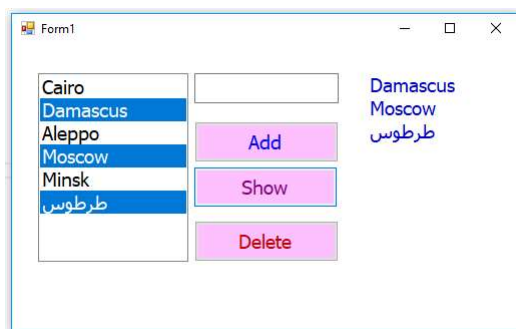 Form1
Cairo
Damascus
Aleppo
Moscow
Minsk
طرطوس
Add
Show
Delete
Damascus
Moscow
طرطوس